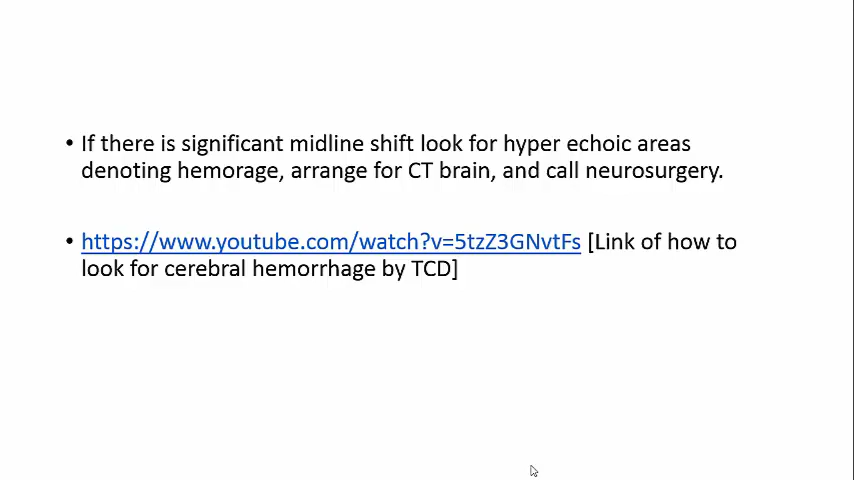 • If there is significant midline shift look for hyper echoic areas
denoting hemorage, arrange for CT brain, and call neurosurgery.
• https://www.youtube.com/watch?v=5tzZ3GNvtFs [Link of how to
look for cerebral hemorrhage by TCD]